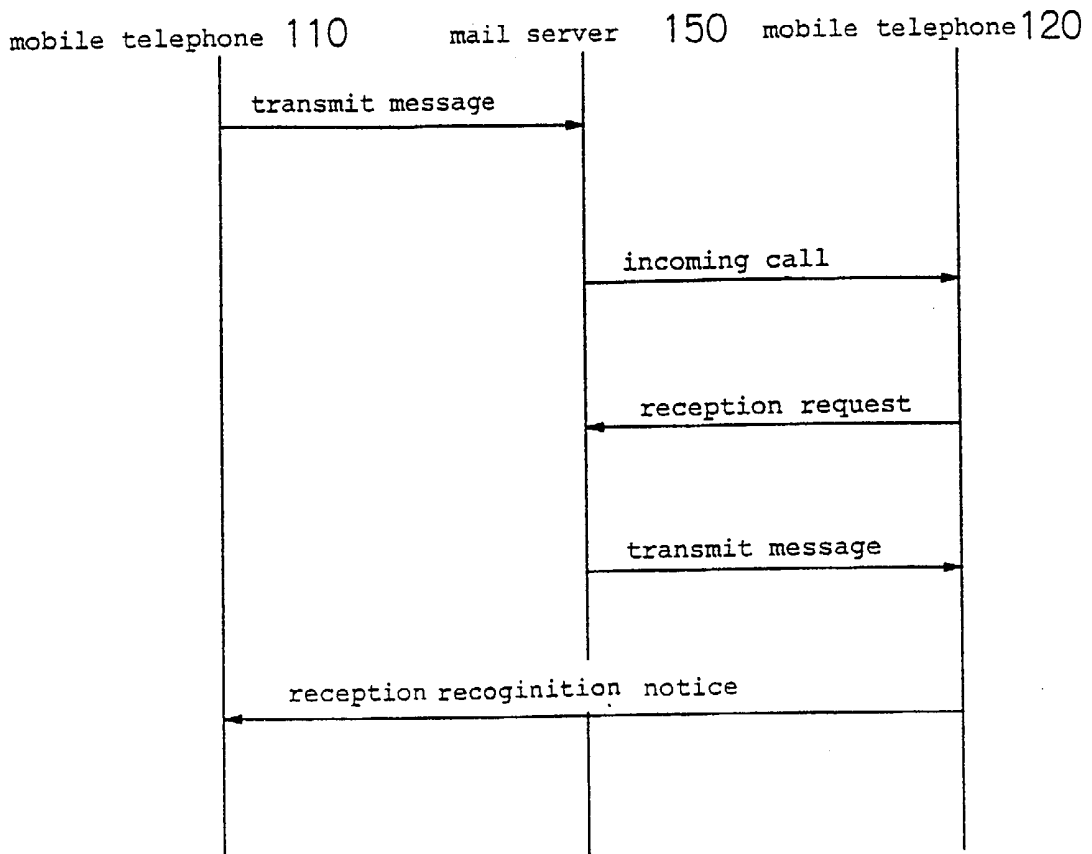 mobile telephone 110 mail server 150 mobile telephone 120
transmit message
incoming call
reception request
transmit message
reception recoginition notice